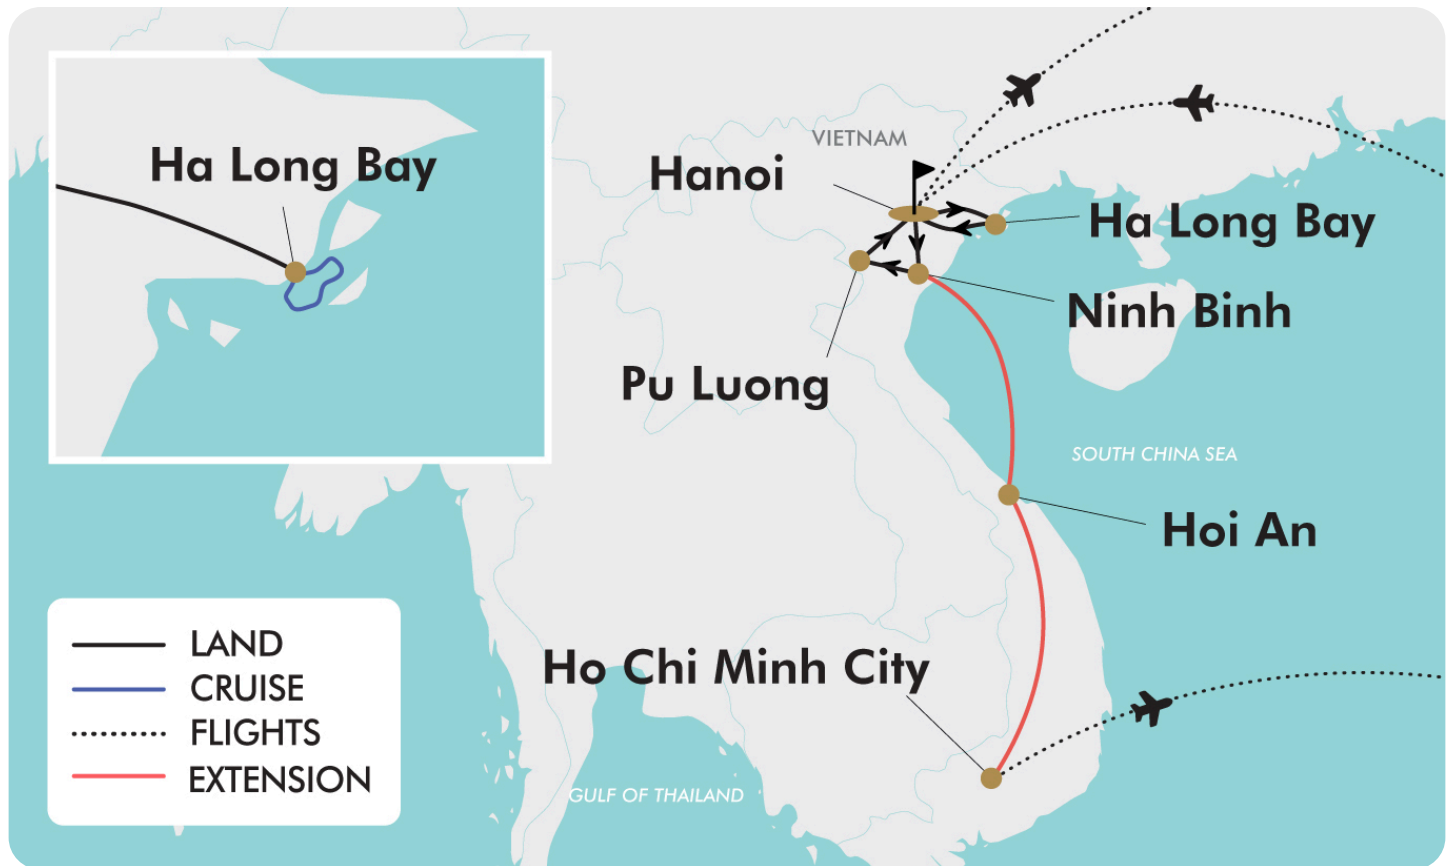 Ha Long Bay
VIETNAM
Hanoi
Ha Long Bay
Ninh Binh
Pu Luong
SOUTH CHINA SEA
Hoi An
Ho Chi Minh City
GULF OF THAILAND
LAND
CRUISE
FLIGHTS
EXTENSION